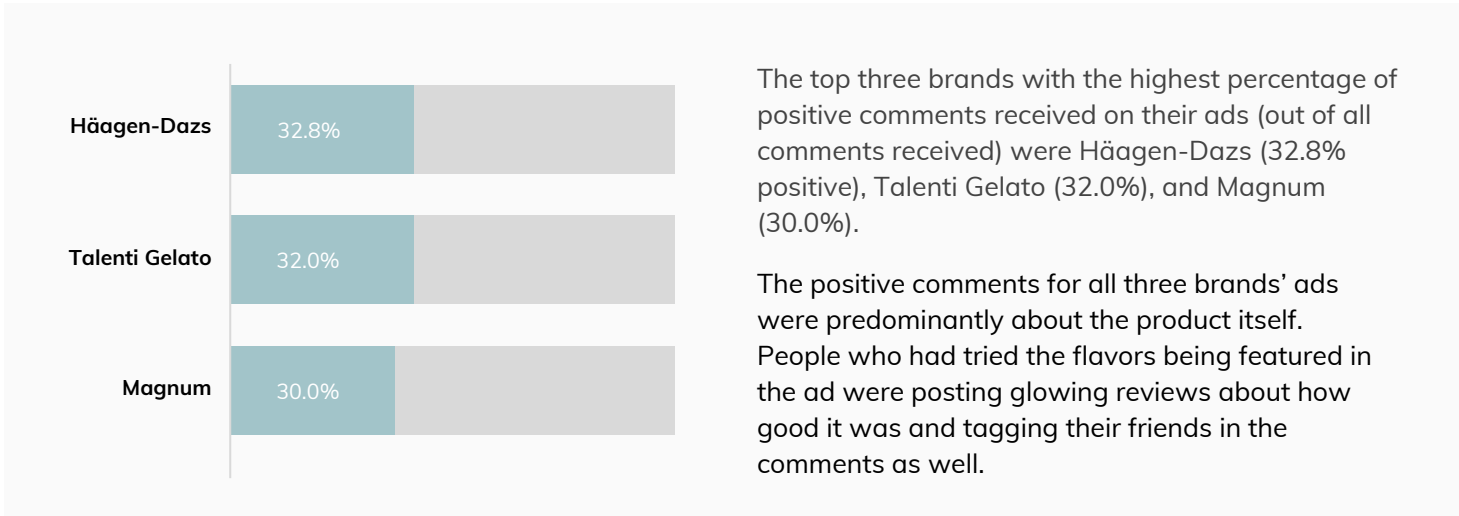 Häagen-Dazs
32.8%
Talenti Gelato
32.0%
Magnum
30.0%
The top three brands with the highest percentage of
positive comments received on their ads (out of all
comments received) were Häagen-Dazs (32.8%
positive), Talenti Gelato (32.0%), and Magnum
(30.0%).
The positive comments for all three brands’ ads
were predominantly about the product itself.
People who had tried the flavors being featured in
the ad were posting glowing reviews about how
good it was and tagging their friends in the
comments as well.